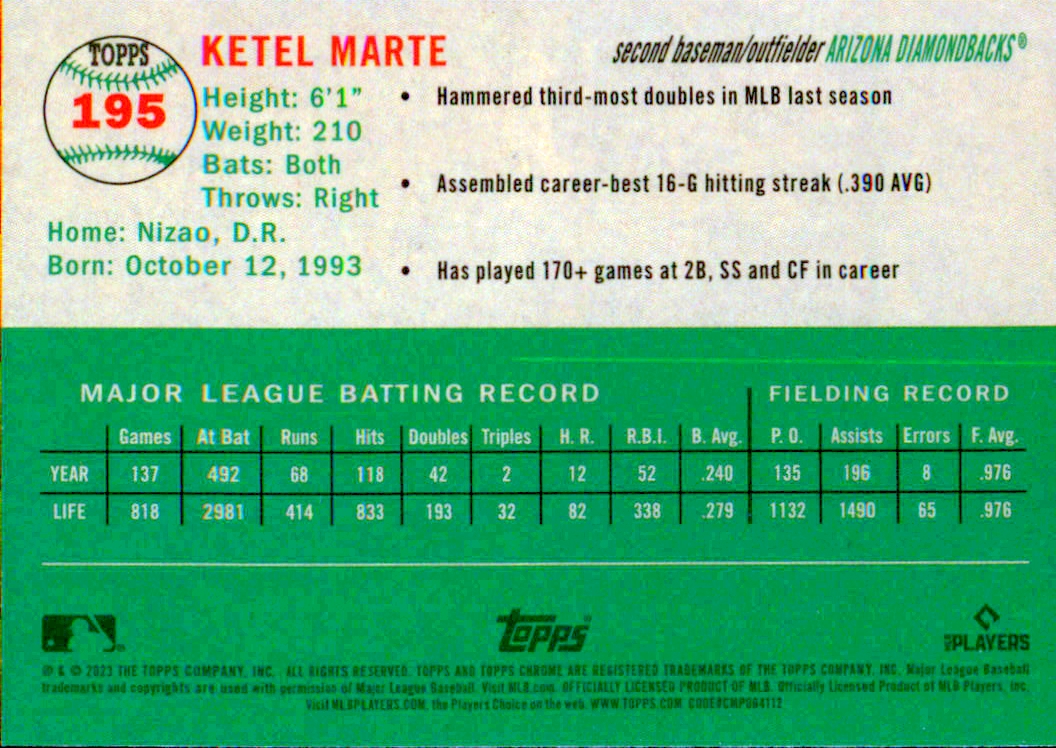 TOPPS
195
KETEL MARTE
second baseman/outfielder ARIZONA DIAMONDBACKS®
Height: 6'1"
Weight: 210
Bats: Both
Throws: Right
Home: Nizao, D.R.
Born: October 12, 1993
• Hammered third-most doubles in MLB last season
• Assembled career-best 16-G hitting streak (.390 AVG)
• Has played 170+ games at 2B, SS and CF in career
MAJOR LEAGUE BATTING RECORD FIELDING RECORD
Games At Bat Runs Hits Doubles Triples H. R. R.B.I. B. Avg. P. O. Assists Errors F. Avg.
YEAR 137 492 68 118 42 2 12 52 .240 135 196 8 .976
LIFE 818 2981 414 833 193 32 82 338 .279 1132 1490 65 .976
topps
PLAYERS
® & © 2023 THE TOPPS COMPANY, INC. ALL RIGHTS RESERVED. TOPPS AND TOPPS CHROME ARE REGISTERED TRADEMARKS OF THE TOPPS COMPANY, INC. Major League Baseball
trademarks and copyrights are used with permission of Major League Baseball. Visit MLB.com. OFFICIALLY LICENSED PRODUCT OF MLB. Officially Licensed Product of MLB Players, Inc.
Visit MLBPLAYERS.COM, the Players Choice on the web. WWW.TOPPS.COM CODE#CMP084112